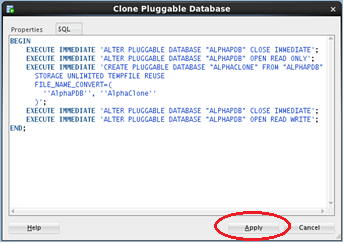 Clone Pluggable Database
Properties SQL
BEGIN
EXECUTE IMMEDIATE 'ALTER PLUGGABLE DATABASE "ALPHAPDB" CLOSE IMMEDIATE';
EXECUTE IMMEDIATE 'ALTER PLUGGABLE DATABASE "ALPHAPDB" OPEN READ ONLY';
EXECUTE IMMEDIATE 'CREATE PLUGGABLE DATABASE "ALPHACLONE" FROM "ALPHAPDB"
STORAGE UNLIMITED TEMPFILE REUSE
FILE_NAME_CONVERT=(
''AlphaPDB'', ''AlphaClone''
)';
EXECUTE IMMEDIATE 'ALTER PLUGGABLE DATABASE "ALPHAPDB" CLOSE IMMEDIATE';
EXECUTE IMMEDIATE 'ALTER PLUGGABLE DATABASE "ALPHAPDB" OPEN READ WRITE';
END;
Help Apply Cancel